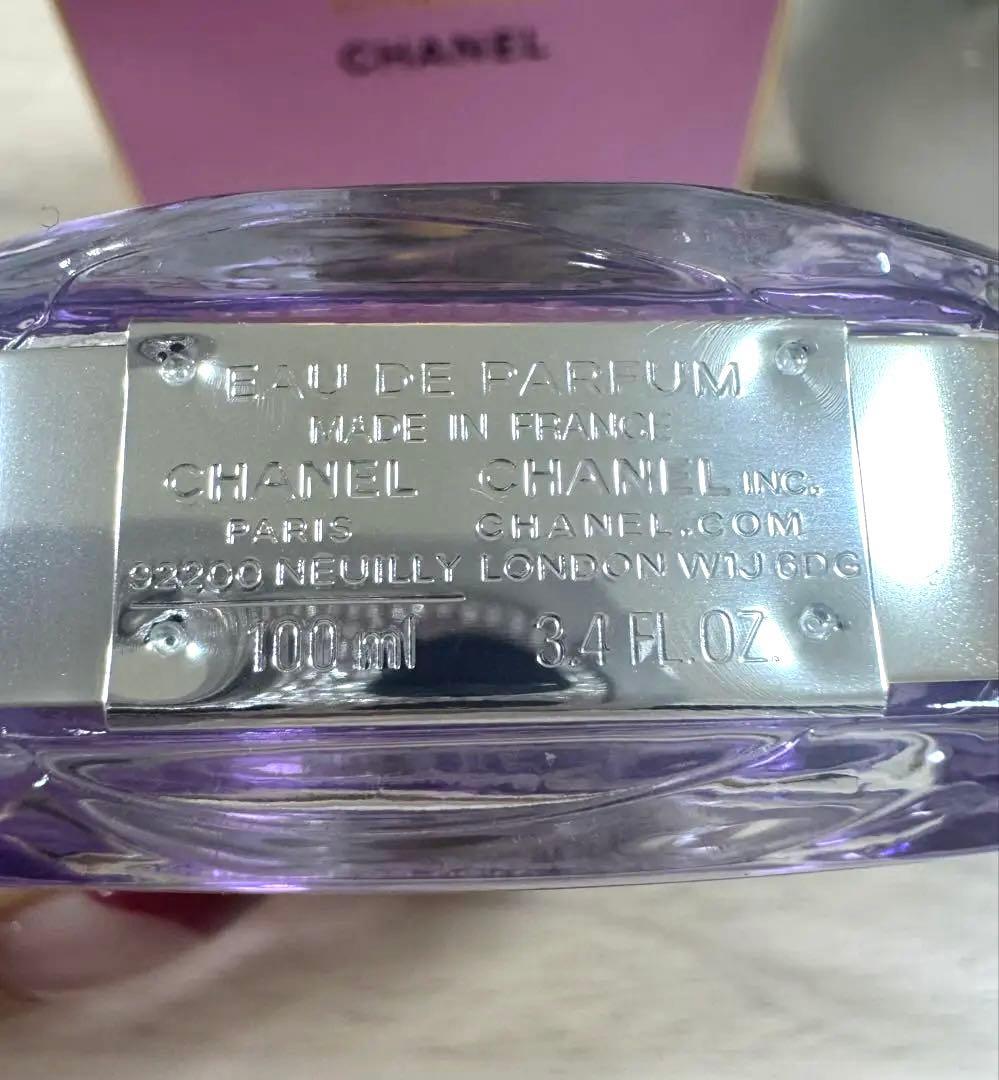 CHANEL
EAU DE PARFUM
MADE IN FRANCE
CHANEL CHANEL INC.
PARIS CHANEL.COM
92200 NEUILLY LONDON W1J 6DG
100 ml 3.4 FL.OZ.